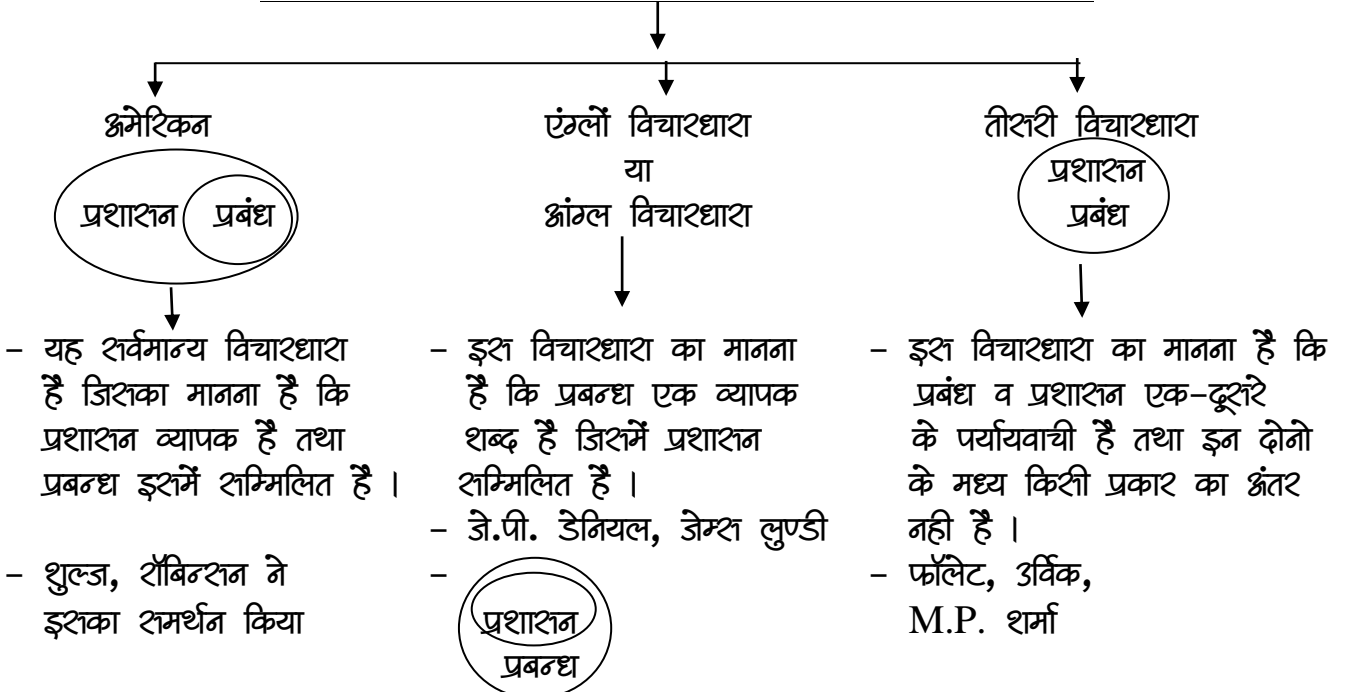 अमेरिकन
प्रशासन प्रबंध
– यह सर्वमान्य विचारधारा
है जिसका मानना है कि
प्रशासन व्यापक है तथा
प्रबन्ध इसमें सम्मिलित है ।
– शुल्ज, रॉबिन्सन ने
इसका समर्थन किया
एंग्लों विचारधारा
या
आंग्ल विचारधारा
– इस विचारधारा का मानना
है कि प्रबन्ध एक व्यापक
शब्द है जिसमें प्रशासन
सम्मिलित है ।
– जे.पी. डेनियल, जेम्स लुण्डी
–
प्रशासन
प्रबन्ध
तीसरी विचारधारा
प्रशासन
प्रबंध
– इस विचारधारा का मानना है कि
प्रबंध व प्रशासन एक-दूसरे
के पर्यायवाची है तथा इन दोनो
के मध्य किसी प्रकार का अंतर
नही है ।
– फॉलेट, उर्विक,
M.P. शर्मा